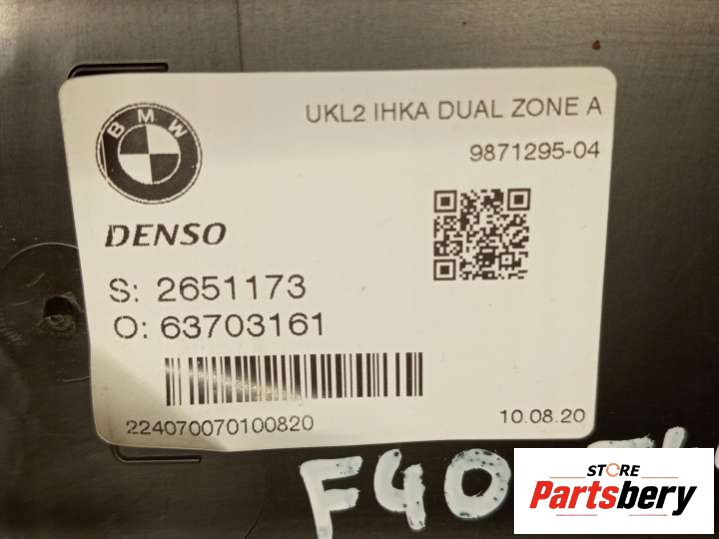 BMW
UKL2 IHKA DUAL ZONE A
9871295-04
DENSO
S: 2651173
O: 63703161
224070070100820
10.08.20
F40
STORE
Partsbery